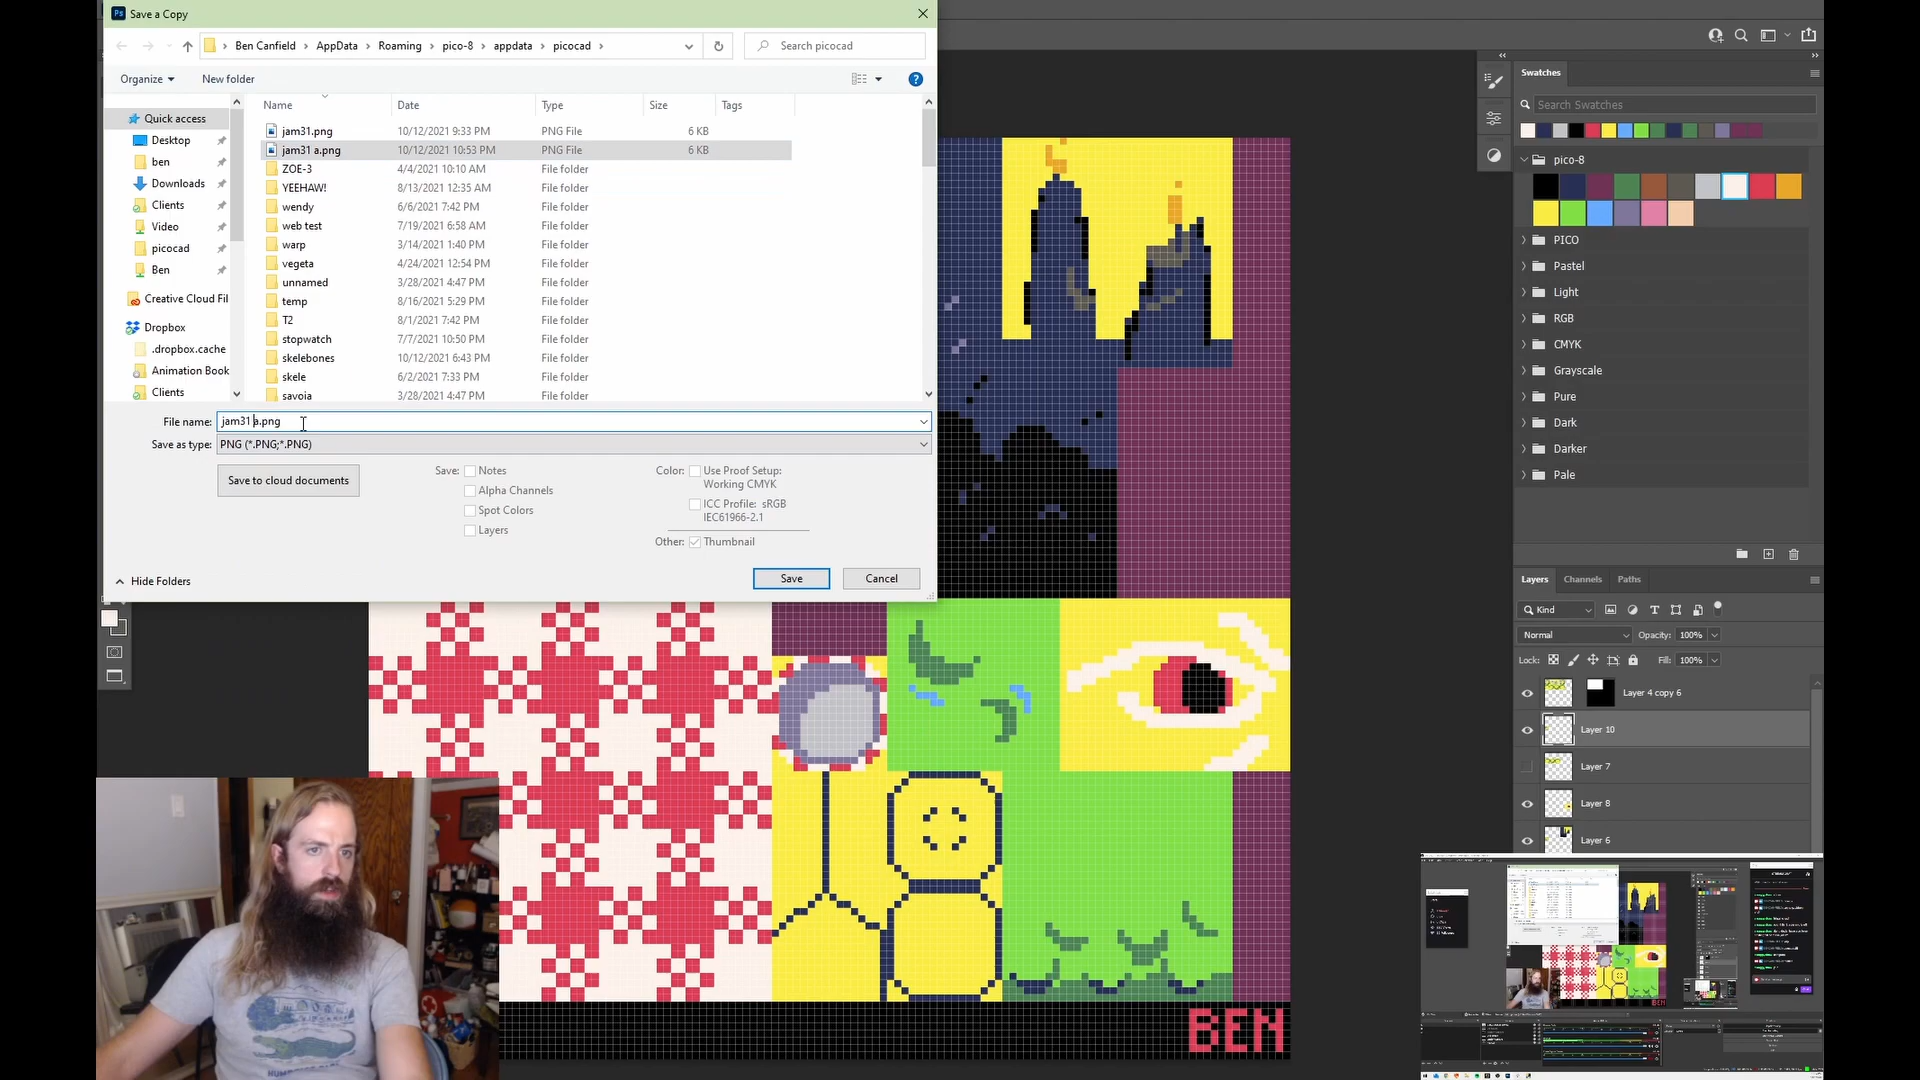 Save a Copy
Ben Canfield
AppData
Roaming
pico-8
appdata
picocad
Search picocad
Organize
New folder
Name
Date
Type
Size
Tags
Quick access
Desktop
ben
Downloads
Clients
Video
picocad
Ben
Creative Cloud Fil
Dropbox
.dropbox.cache
Animation Book
Clients
jam31.png 10/12/2021 9:33 PM PNG File 6 KB
jam31 a.png 10/12/2021 10:53 PM PNG File 6 KB
ZOE-3 4/4/2021 10:10 AM File folder
YEEHAW! 8/13/2021 12:35 AM File folder
wendy 6/6/2021 7:42 PM File folder
web test 7/19/2021 6:58 AM File folder
warp 3/14/2021 1:40 PM File folder
vegeta 4/24/2021 12:54 PM File folder
unnamed 3/28/2021 4:47 PM File folder
temp 8/16/2021 5:29 PM File folder
T2 8/1/2021 7:42 PM File folder
stopwatch 7/7/2021 10:50 PM File folder
skelebones 10/12/2021 6:43 PM File folder
skele 6/2/2021 7:33 PM File folder
savoia 3/28/2021 4:47 PM File folder
File name: jam31 a.png
Save as type: PNG (*.PNG;*.PNG)
Save to cloud documents
Save: Notes
Alpha Channels
Spot Colors
Layers
Color: Use Proof Setup:
Working CMYK
ICC Profile: sRGB
IEC61966-2.1
Other: Thumbnail
Hide Folders
Save
Cancel
Swatches
Search Swatches
pico-8
PICO
Pastel
Light
RGB
CMYK
Grayscale
Pure
Dark
Darker
Pale
Layers
Channels
Paths
Kind
Normal
Opacity: 100%
Lock:
Fill: 100%
Layer 4 copy 6
Layer 10
Layer 7
Layer 8
Layer 6
BEN